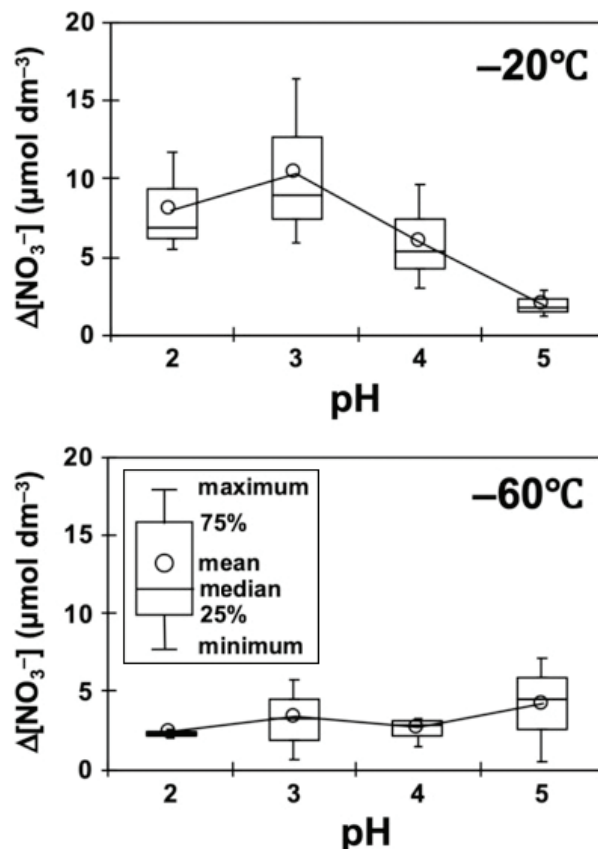 20
–20℃
15
10
5
0
Δ[NO₃⁻] (μmol dm⁻³)
2 3 4 5
pH
20
–60℃
15
10
5
0
Δ[NO₃⁻] (μmol dm⁻³)
maximum
75%
mean
median
25%
minimum
2 3 4 5
pH